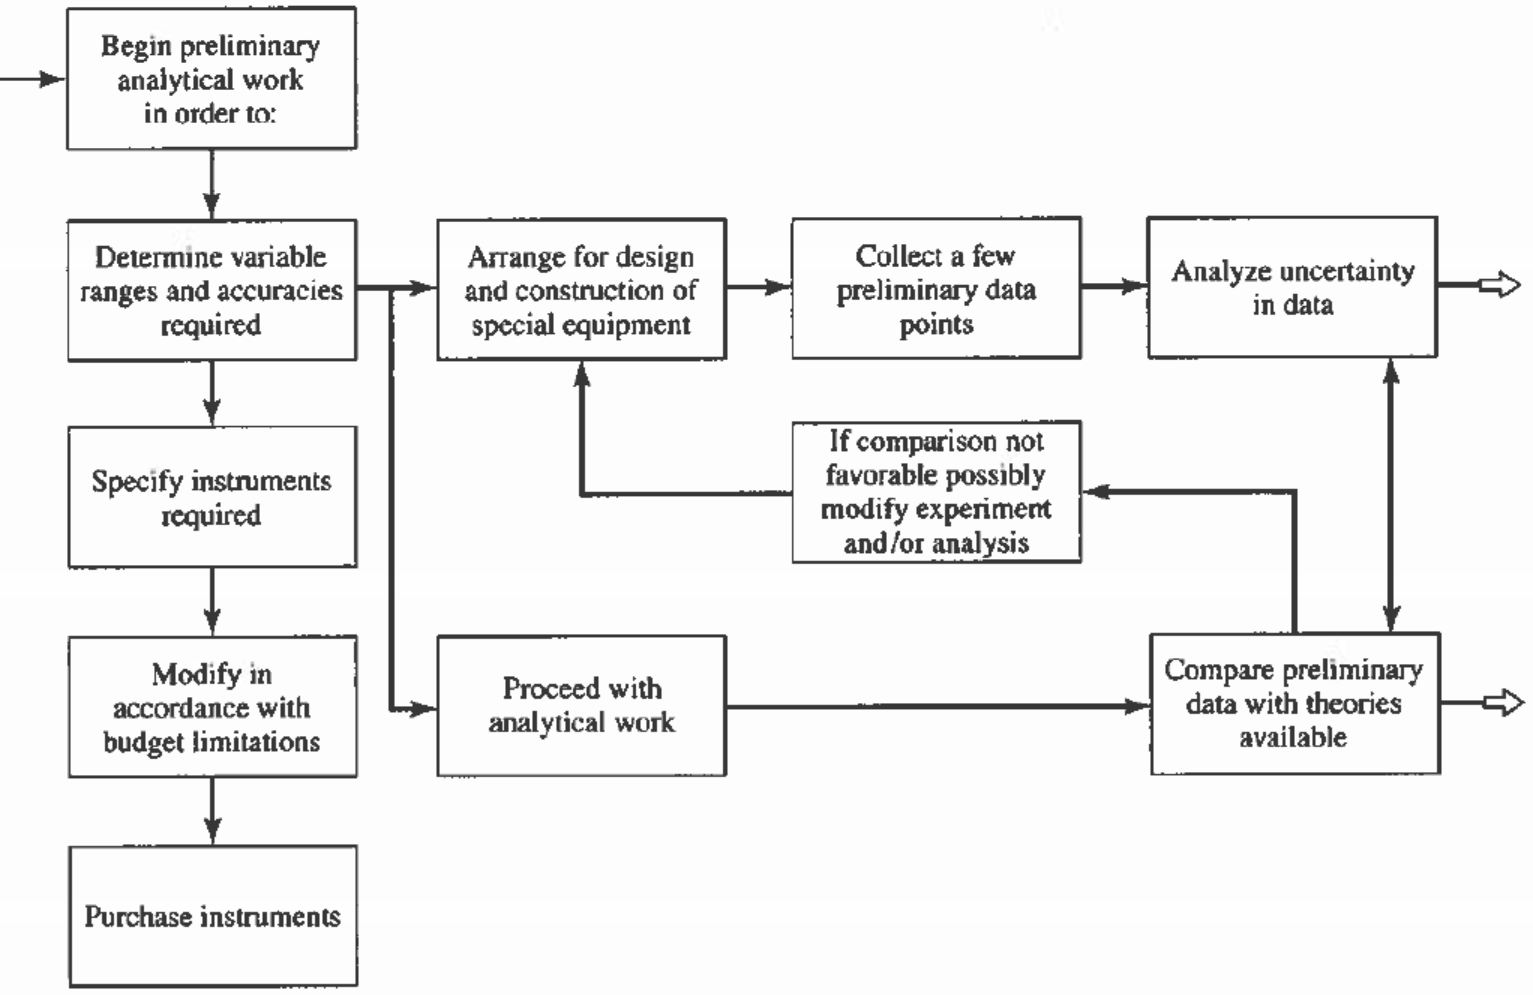 Begin preliminary
analytical work
in order to:
Determine variable
ranges and accuracies
required
Arrange for design
and construction of
special equipment
Collect a few
preliminary data
points
Analyze uncertainty
in data
Specify instruments
required
If comparison not
favorable possibly
modify experiment
and/or analysis
Modify in
accordance with
budget limitations
Proceed with
analytical work
Compare preliminary
data with theories
available
Purchase instruments